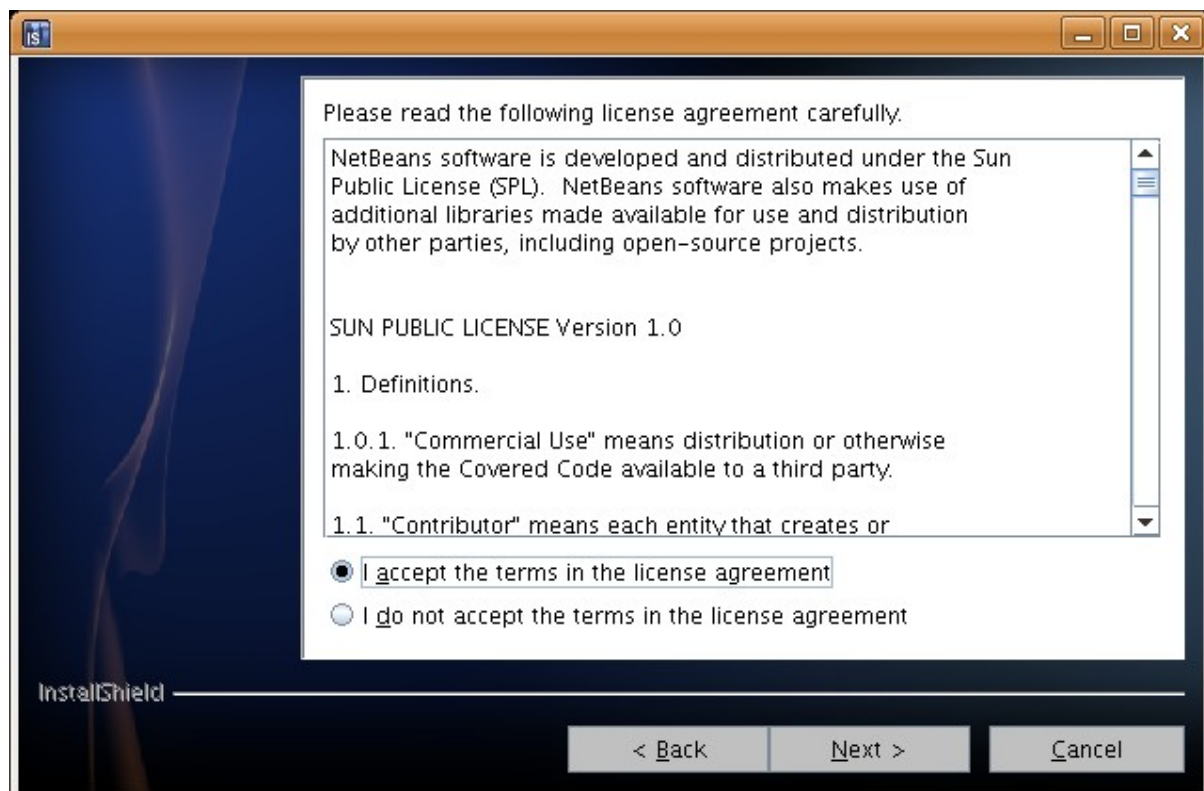 IS
Please read the following license agreement carefully.
NetBeans software is developed and distributed under the Sun
Public License (SPL).  NetBeans software also makes use of
additional libraries made available for use and distribution
by other parties, including open-source projects.
SUN PUBLIC LICENSE Version 1.0
1. Definitions.
1.0.1. "Commercial Use" means distribution or otherwise
making the Covered Code available to a third party.
1.1. "Contributor" means each entity that creates or
I accept the terms in the license agreement
I do not accept the terms in the license agreement
InstallShield
< Back
Next >
Cancel